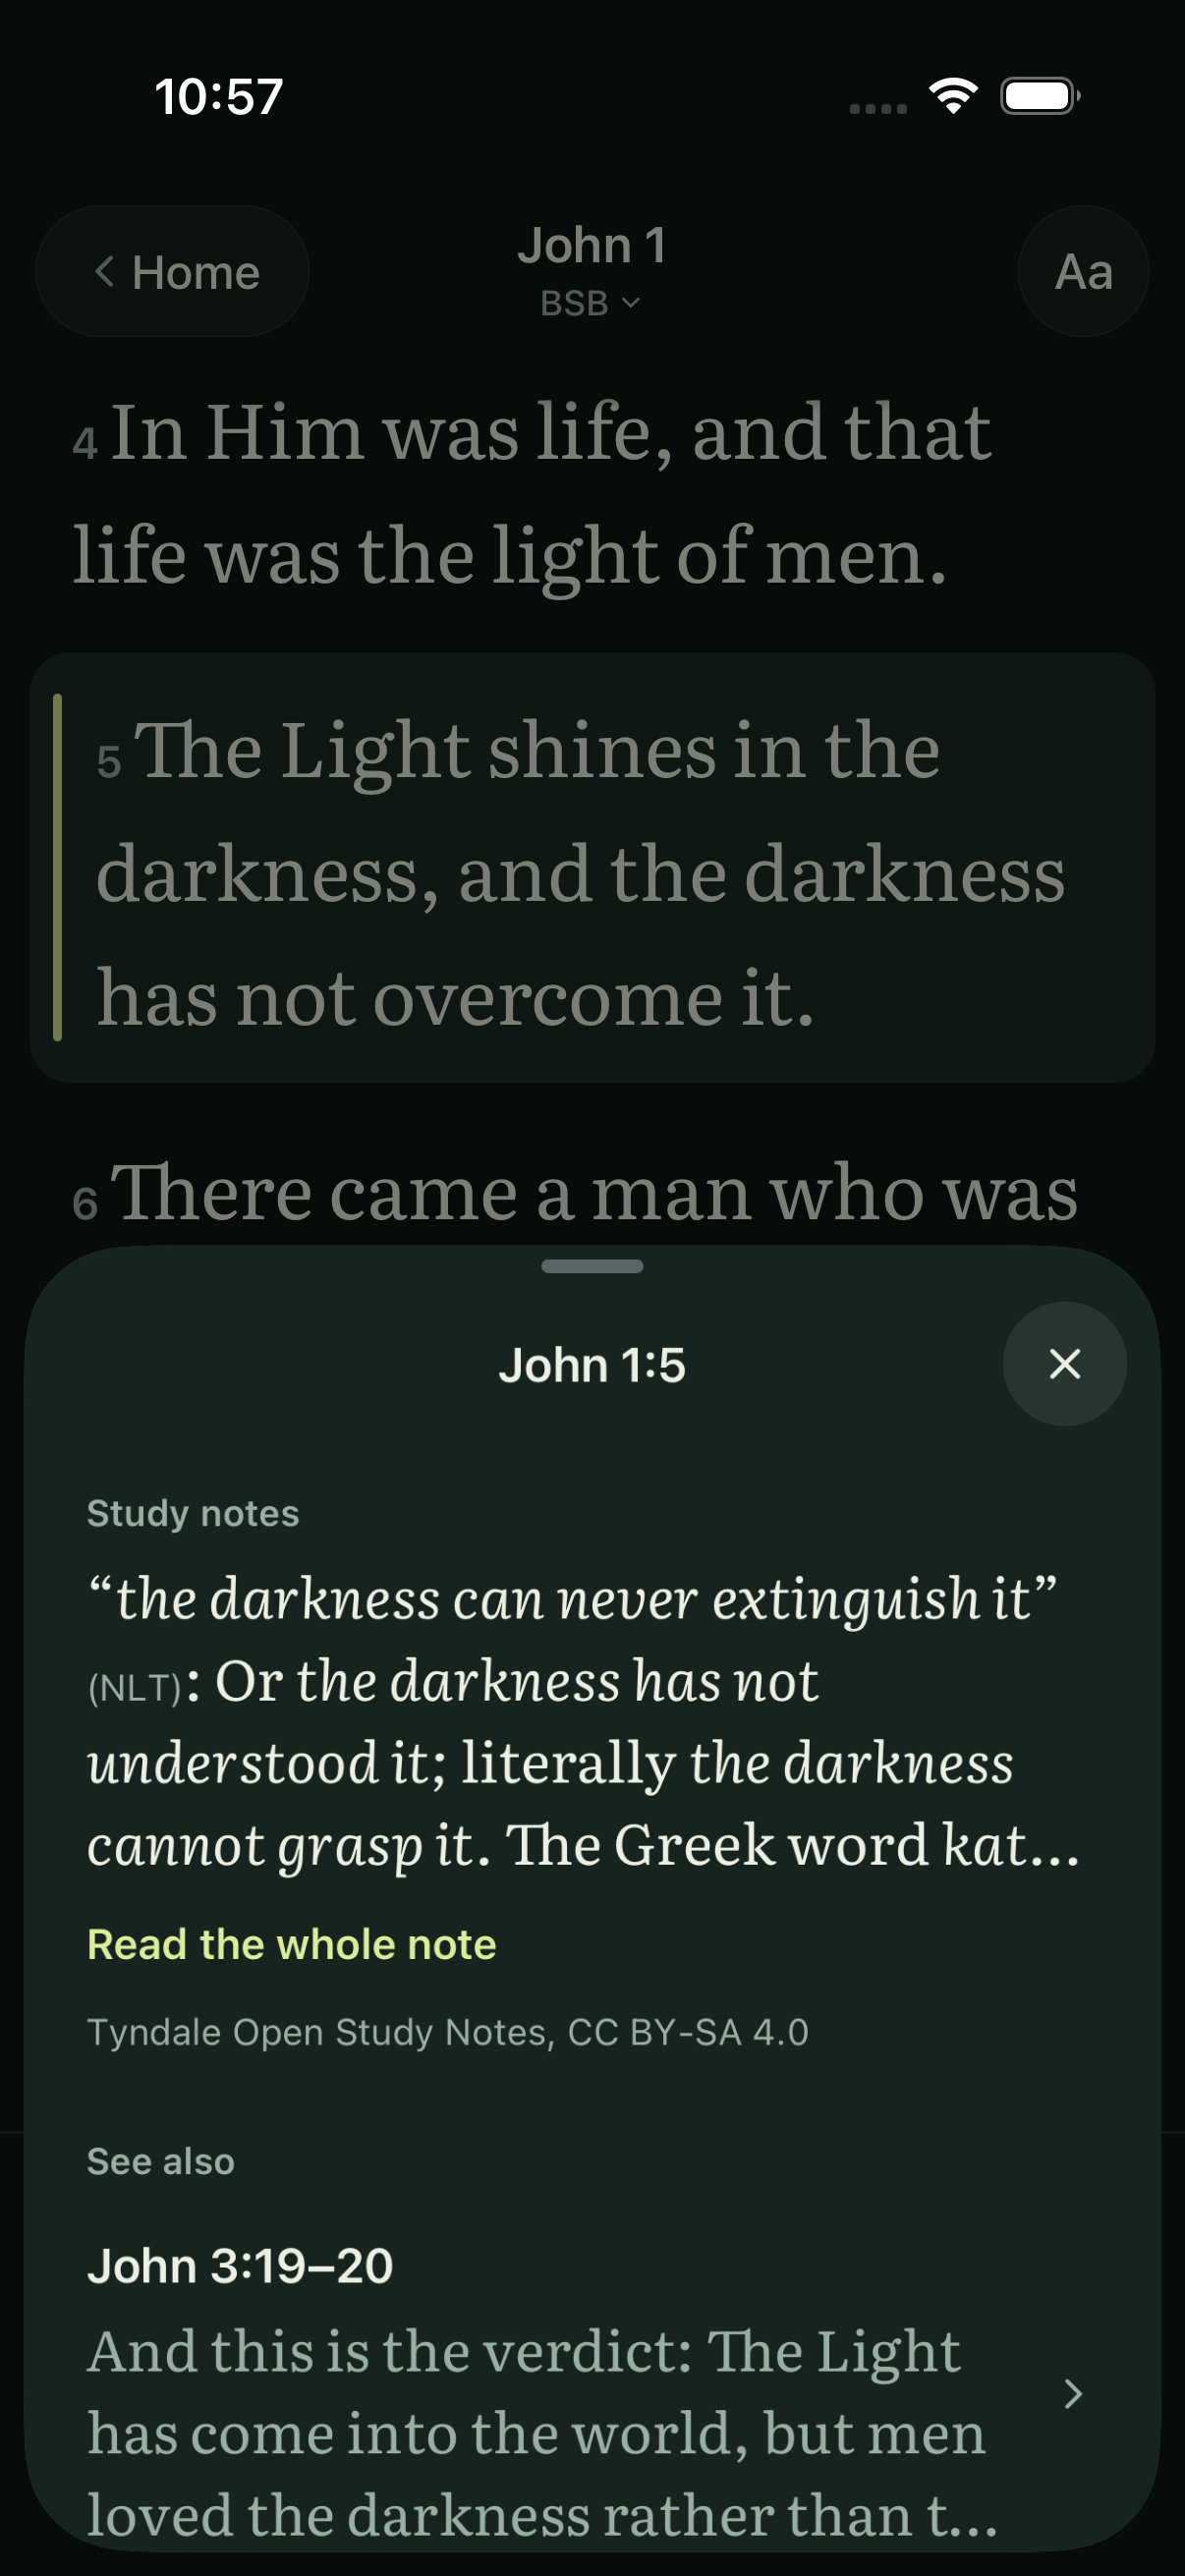 10:57
Home
John 1
BSB
Aa
4 In Him was life, and that
life was the light of men.
5 The Light shines in the
darkness, and the darkness
has not overcome it.
6 There came a man who was
John 1:5
Study notes
“the darkness can never extinguish it”
(NLT): Or the darkness has not
understood it; literally the darkness
cannot grasp it. The Greek word kat…
Read the whole note
Tyndale Open Study Notes, CC BY-SA 4.0
See also
John 3:19–20
And this is the verdict: The Light
has come into the world, but men
loved the darkness rather than t…